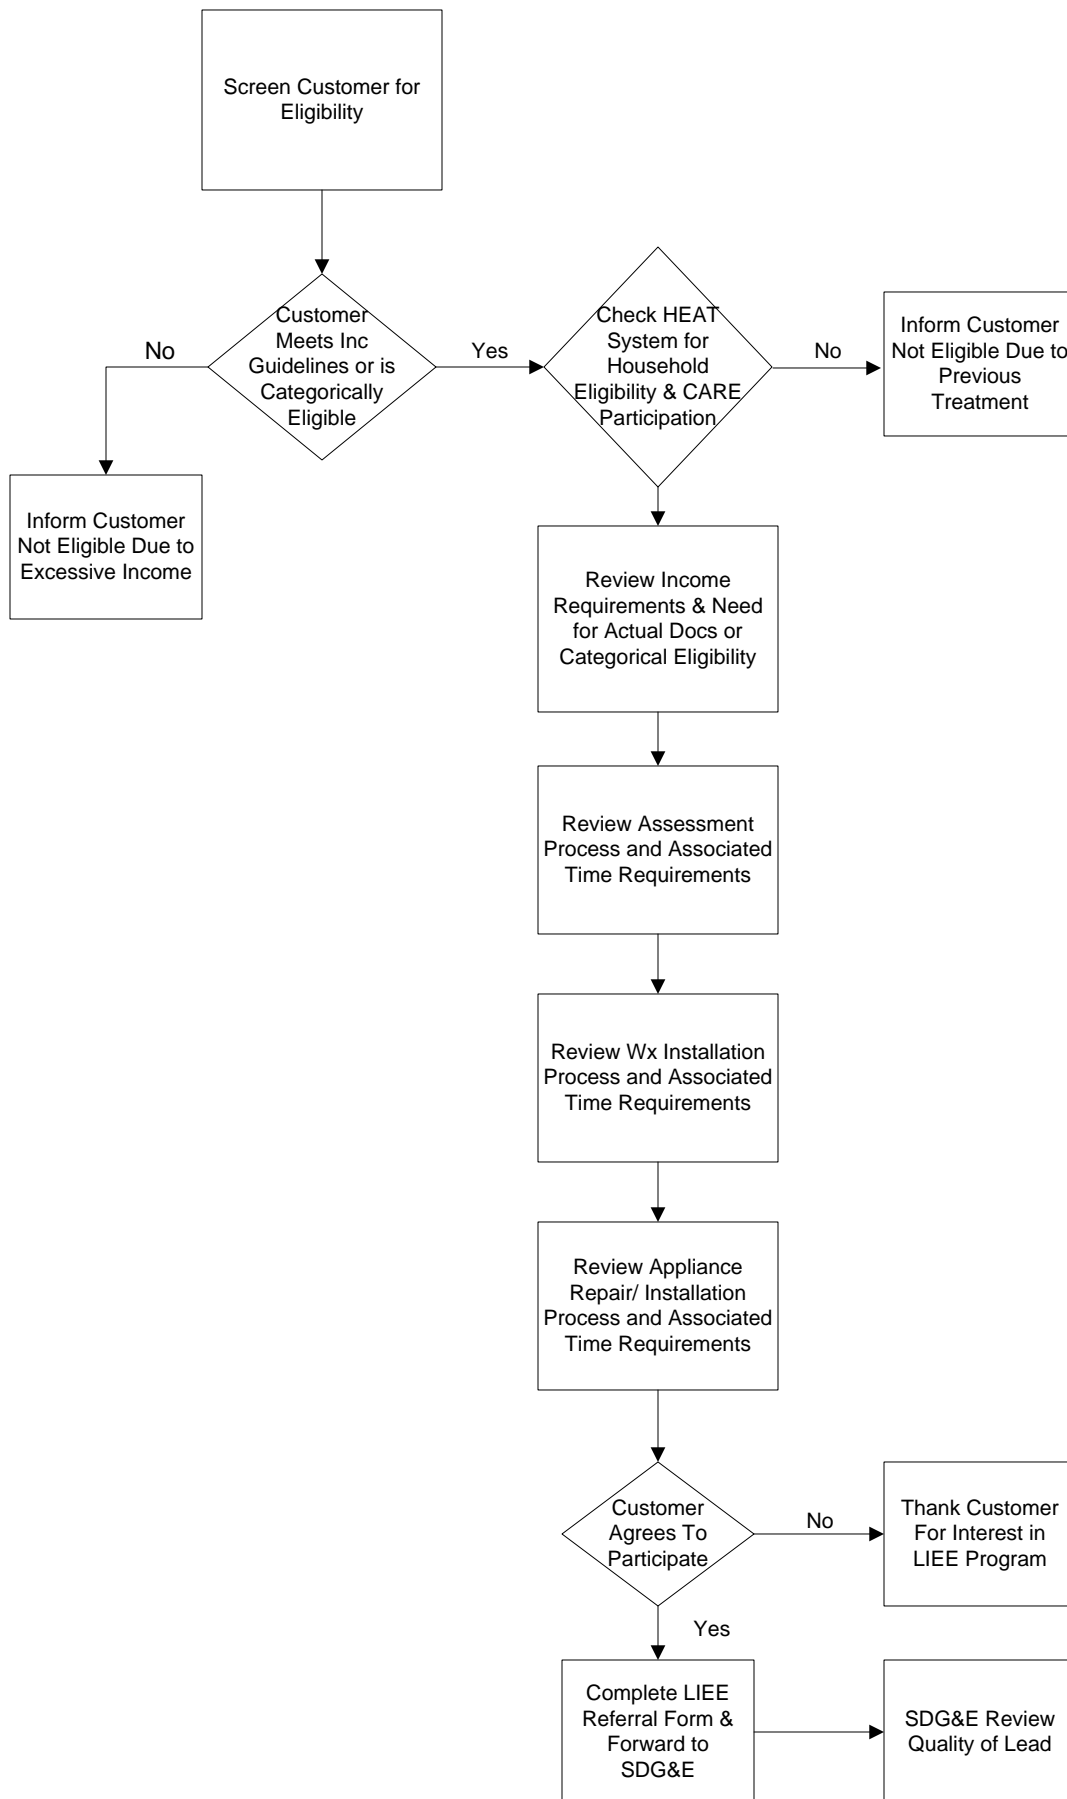 Screen Customer for
Eligibility
Customer
Meets Inc
Guidelines or is
Categorically
Eligible
No
Yes
Check HEAT
System for
Household
Eligibility & CARE
Participation
No
Inform Customer
Not Eligible Due to
Previous
Treatment
Inform Customer
Not Eligible Due to
Excessive Income
Review Income
Requirements & Need
for Actual Docs or
Categorical Eligibility
Review Assessment
Process and Associated
Time Requirements
Review Wx Installation
Process and Associated
Time Requirements
Review Appliance
Repair/ Installation
Process and Associated
Time Requirements
Customer
Agrees To
Participate
No
Thank Customer
For Interest in
LIEE Program
Yes
Complete LIEE
Referral Form &
Forward to
SDG&E
SDG&E Review
Quality of Lead